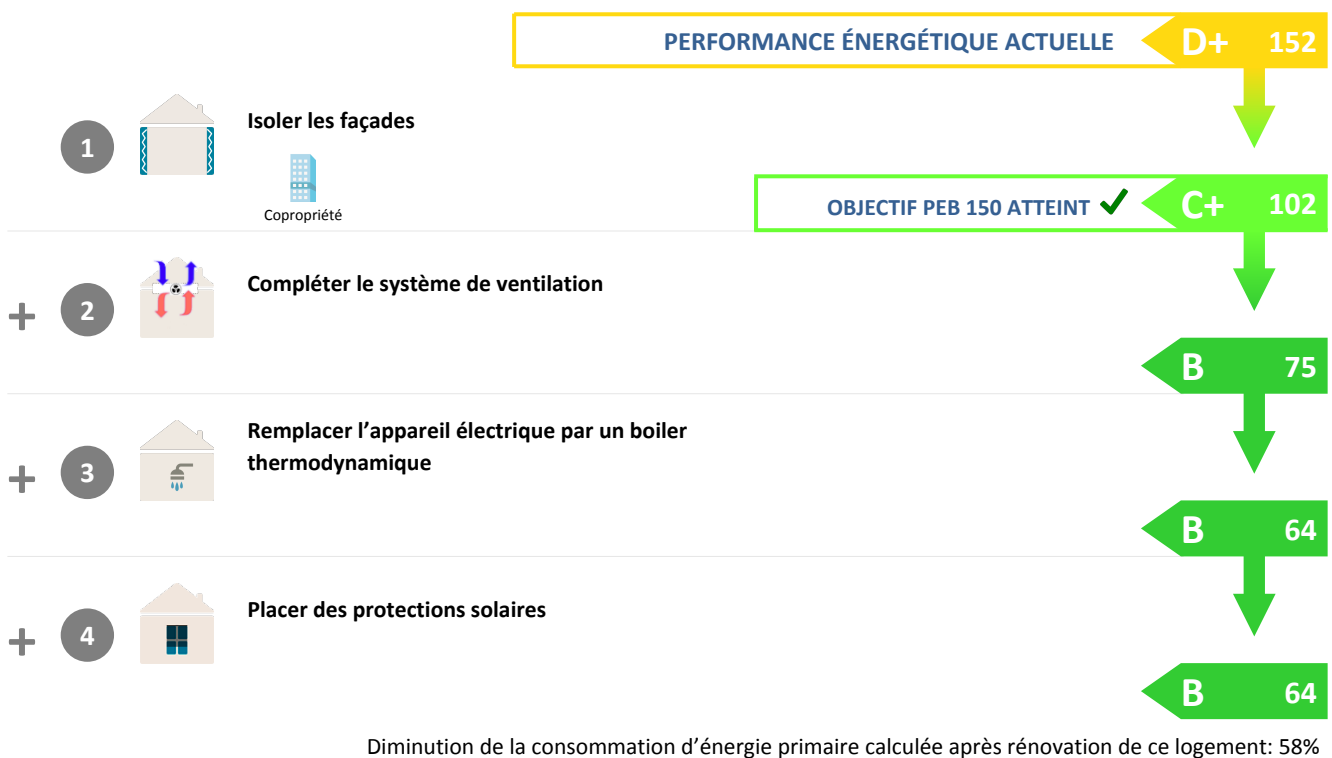 PERFORMANCE ÉNERGÉTIQUE ACTUELLE D+ 152
1 Isoler les façades
Copropriété
OBJECTIF PEB 150 ATTEINT C+ 102
+ 2 Compléter le système de ventilation
B 75
+ 3 Remplacer l’appareil électrique par un boiler
thermodynamique
B 64
+ 4 Placer des protections solaires
B 64
Diminution de la consommation d’énergie primaire calculée après rénovation de ce logement: 58%